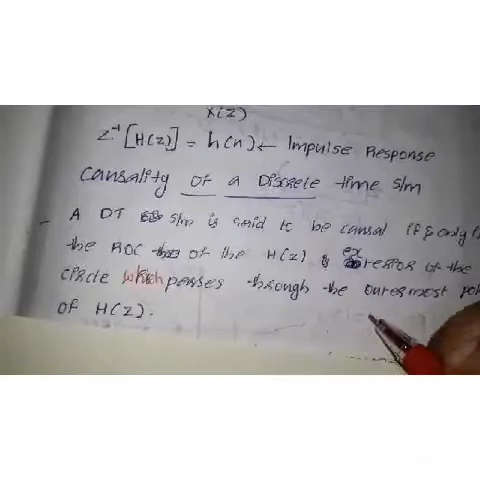 X(Z)
Z⁻¹[H(Z)] = h(n) ← Impulse Response
Causality of a Discrete time s/m
- A DT s/m is said to be causal if & only
the ROC of the H(Z) is exterior of the
circle which passes through the outermost
of H(Z).